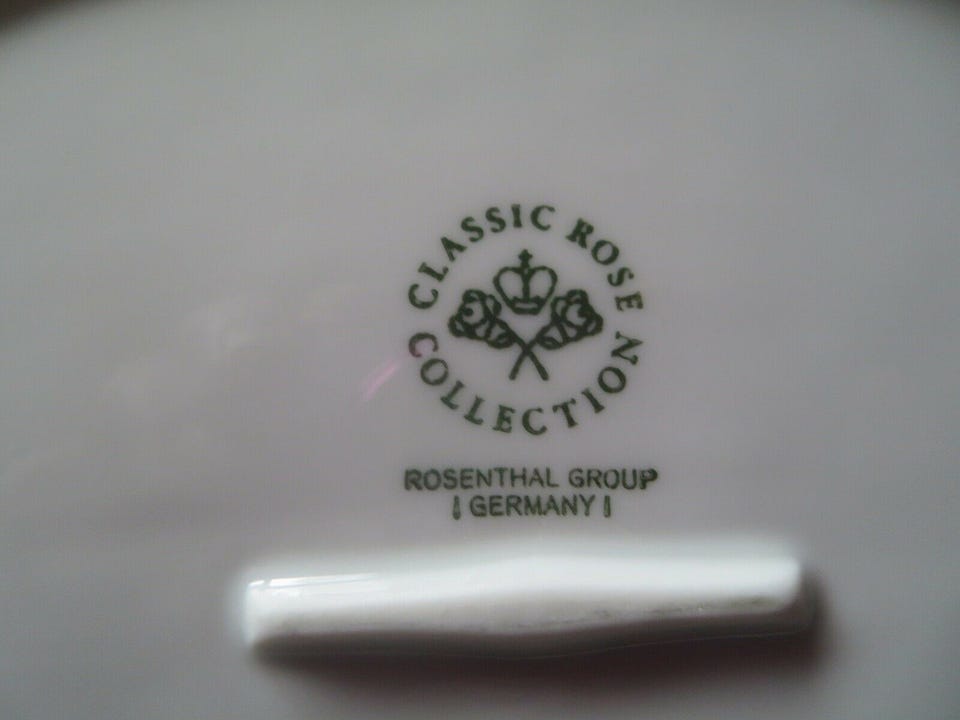 CLASSIC ROSE
COLLECTION
ROSENTHAL GROUP
GERMANY